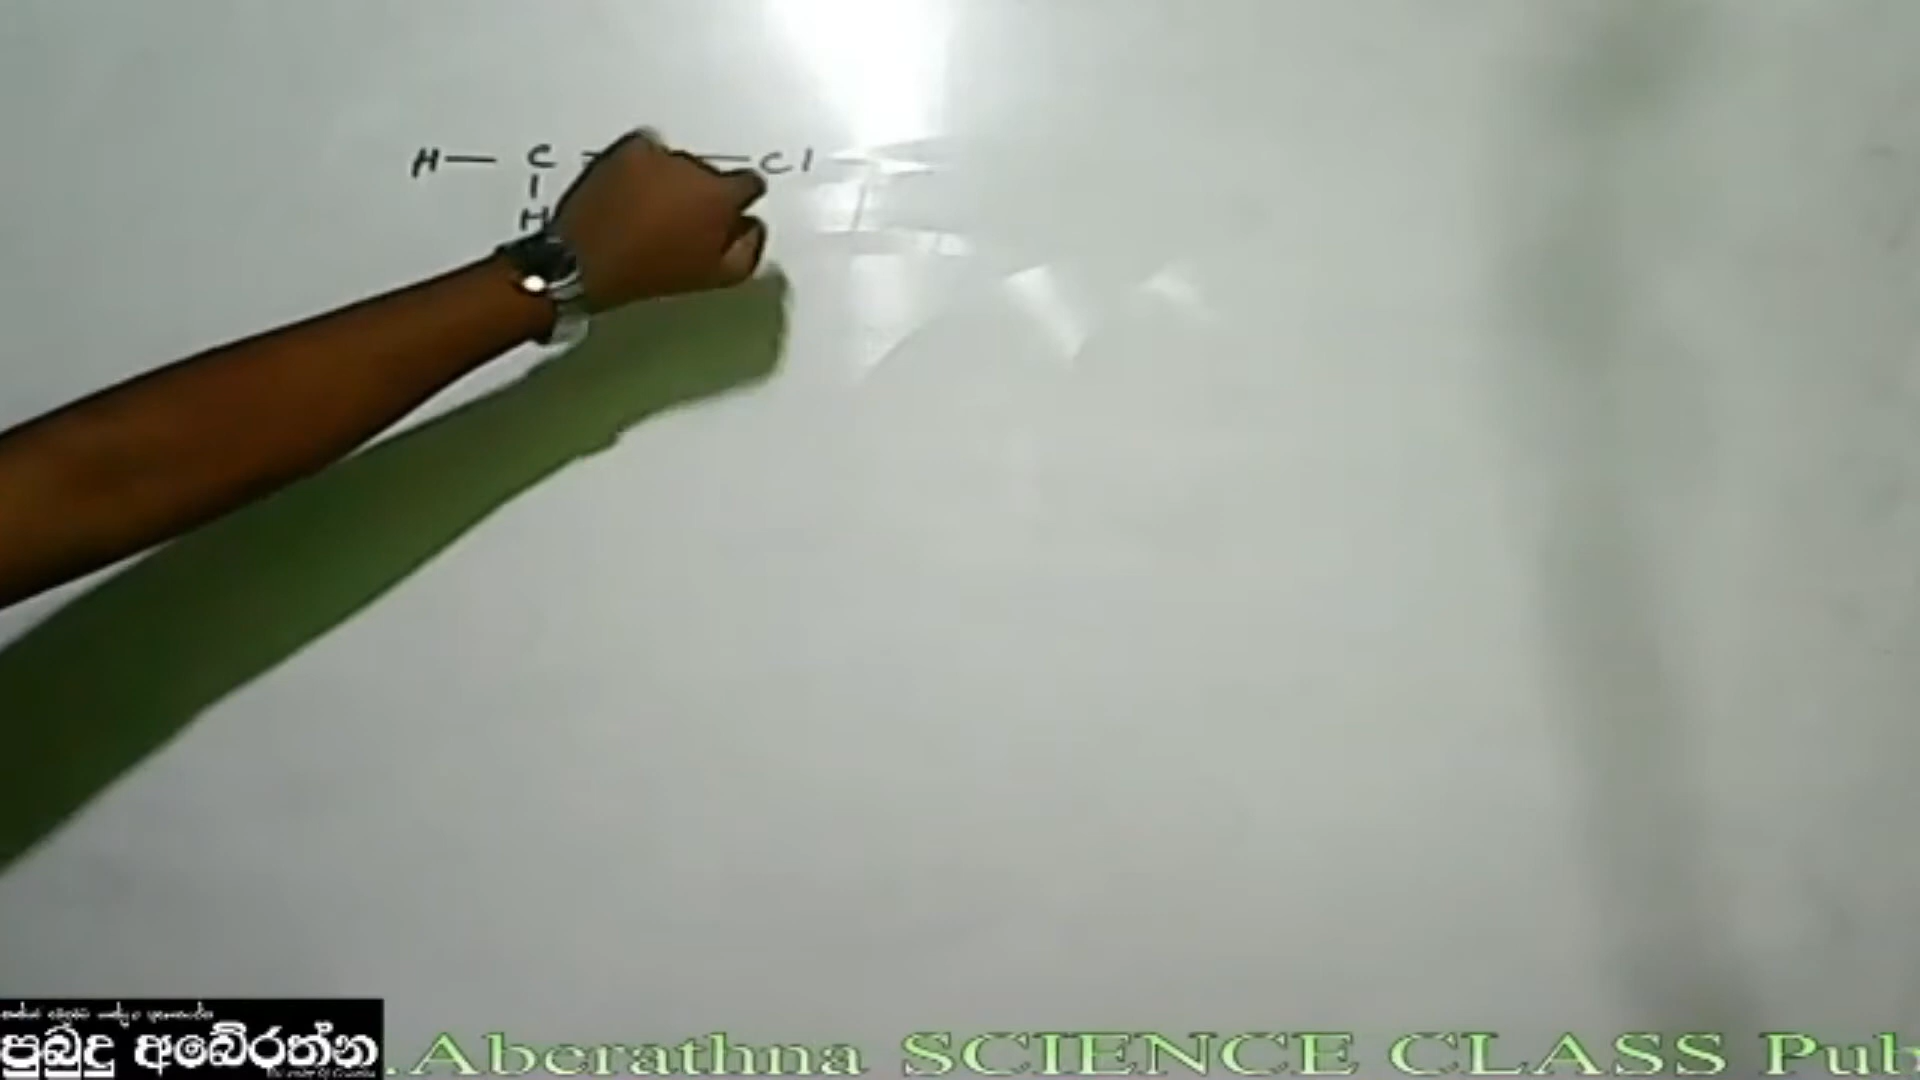 H — C — Cl
H
පුබුදු අබේරත්න
.Aberathna SCIENCE CLASS Pub